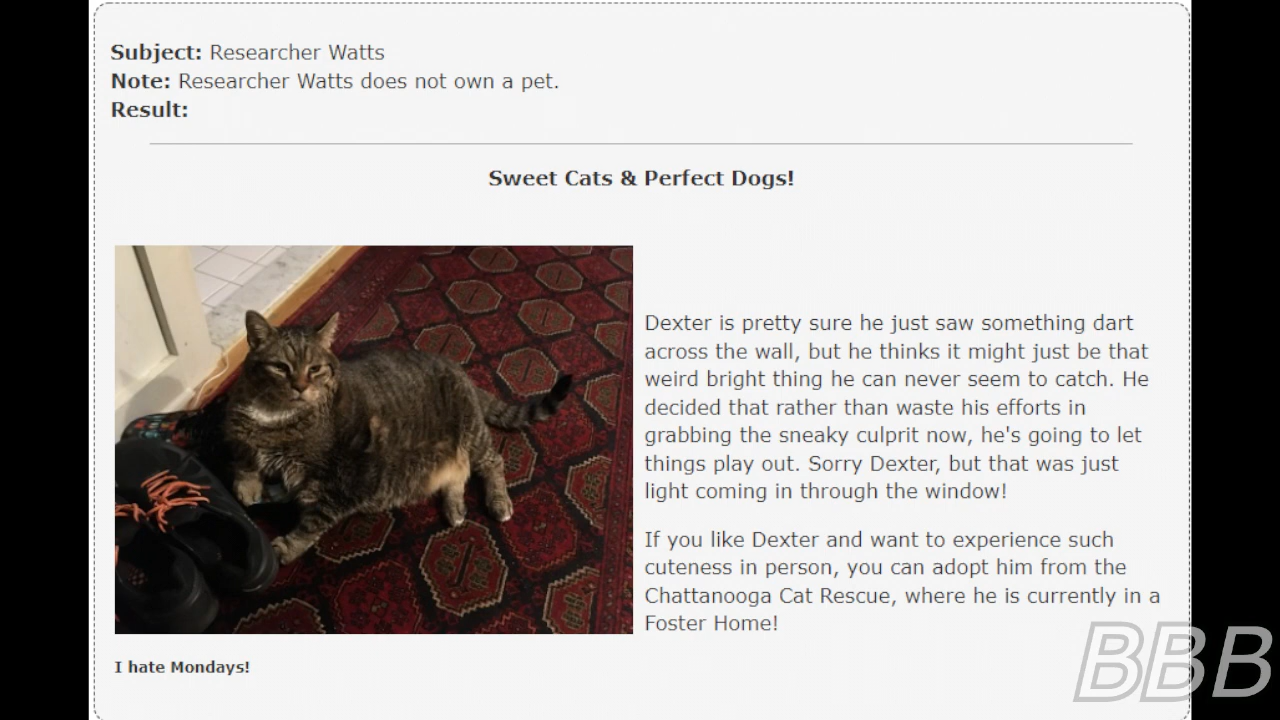 Subject: Researcher Watts
Note: Researcher Watts does not own a pet.
Result:
Sweet Cats & Perfect Dogs!
Dexter is pretty sure he just saw something dart
across the wall, but he thinks it might just be that
weird bright thing he can never seem to catch. He
decided that rather than waste his efforts in
grabbing the sneaky culprit now, he's going to let
things play out. Sorry Dexter, but that was just
light coming in through the window!
If you like Dexter and want to experience such
cuteness in person, you can adopt him from the
Chattanooga Cat Rescue, where he is currently in a
Foster Home!
I hate Mondays!
BBB